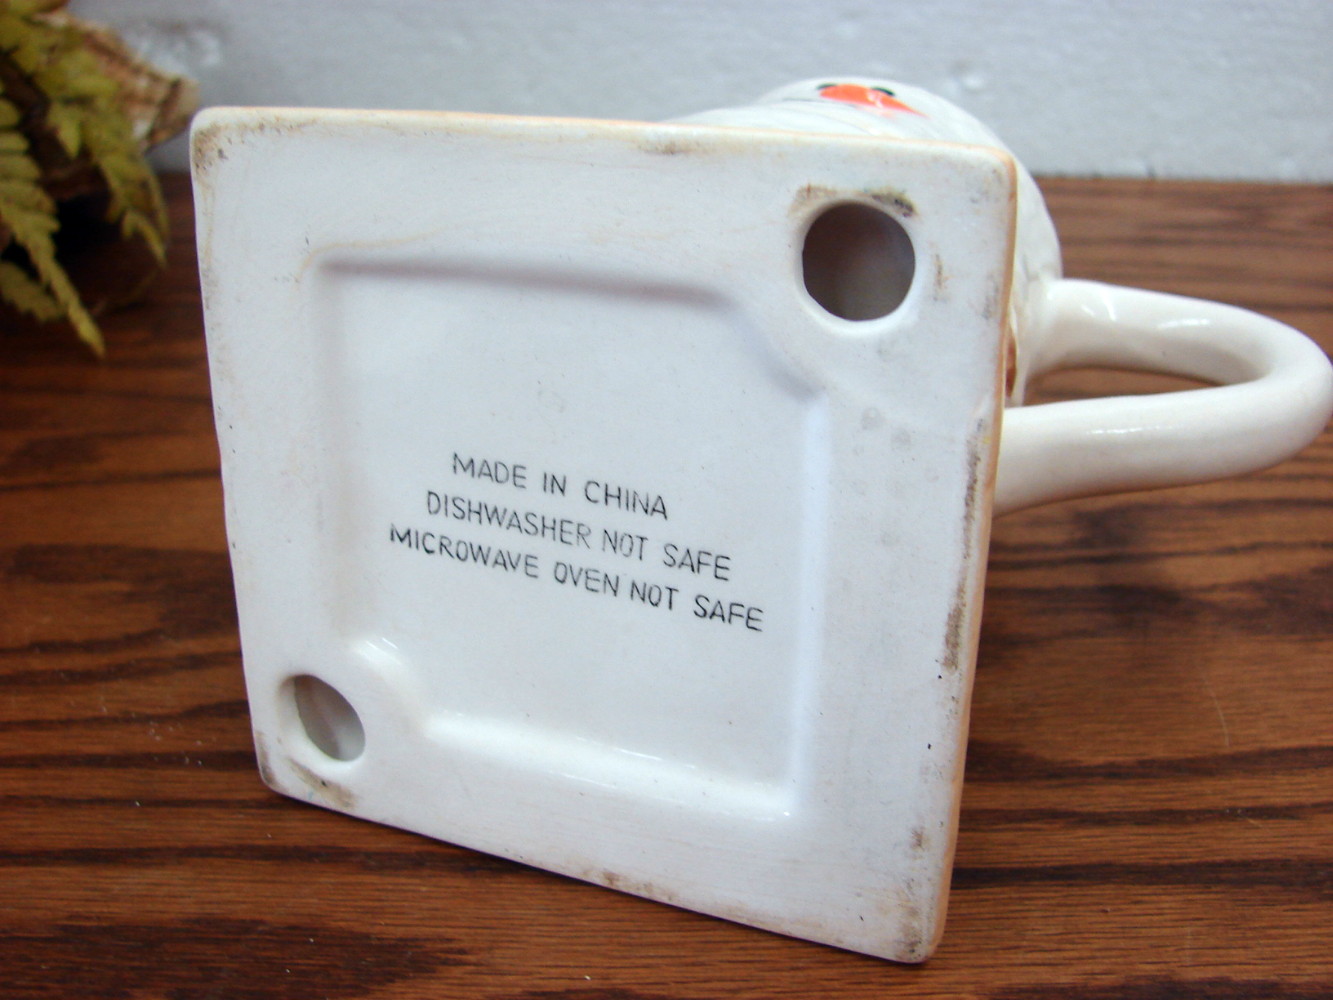 MADE IN CHINA
DISHWASHER NOT SAFE
MICROWAVE OVEN NOT SAFE